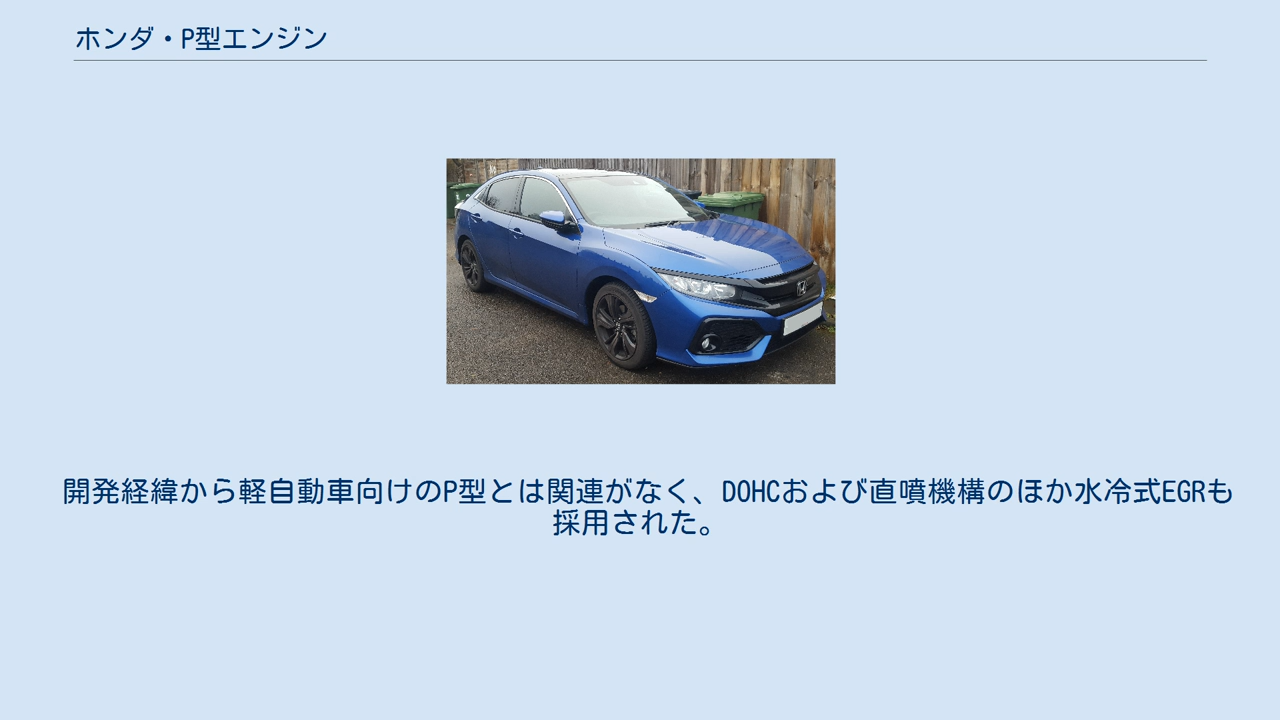 ホンダ・P型エンジン
開発経緯から軽自動車向けのP型とは関連がなく、DOHCおよび直噴機構のほか水冷式EGRも
採用された。